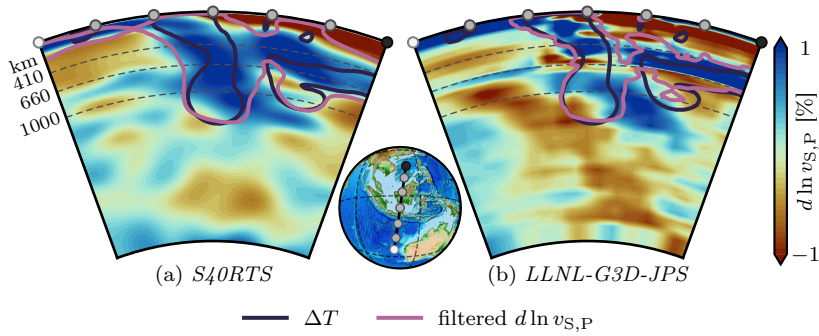 km
410
660
1000
1
d ln v_S,P [%]
−1
(a) S40RTS
(b) LLNL-G3D-JPS
ΔT
filtered d ln v_S,P